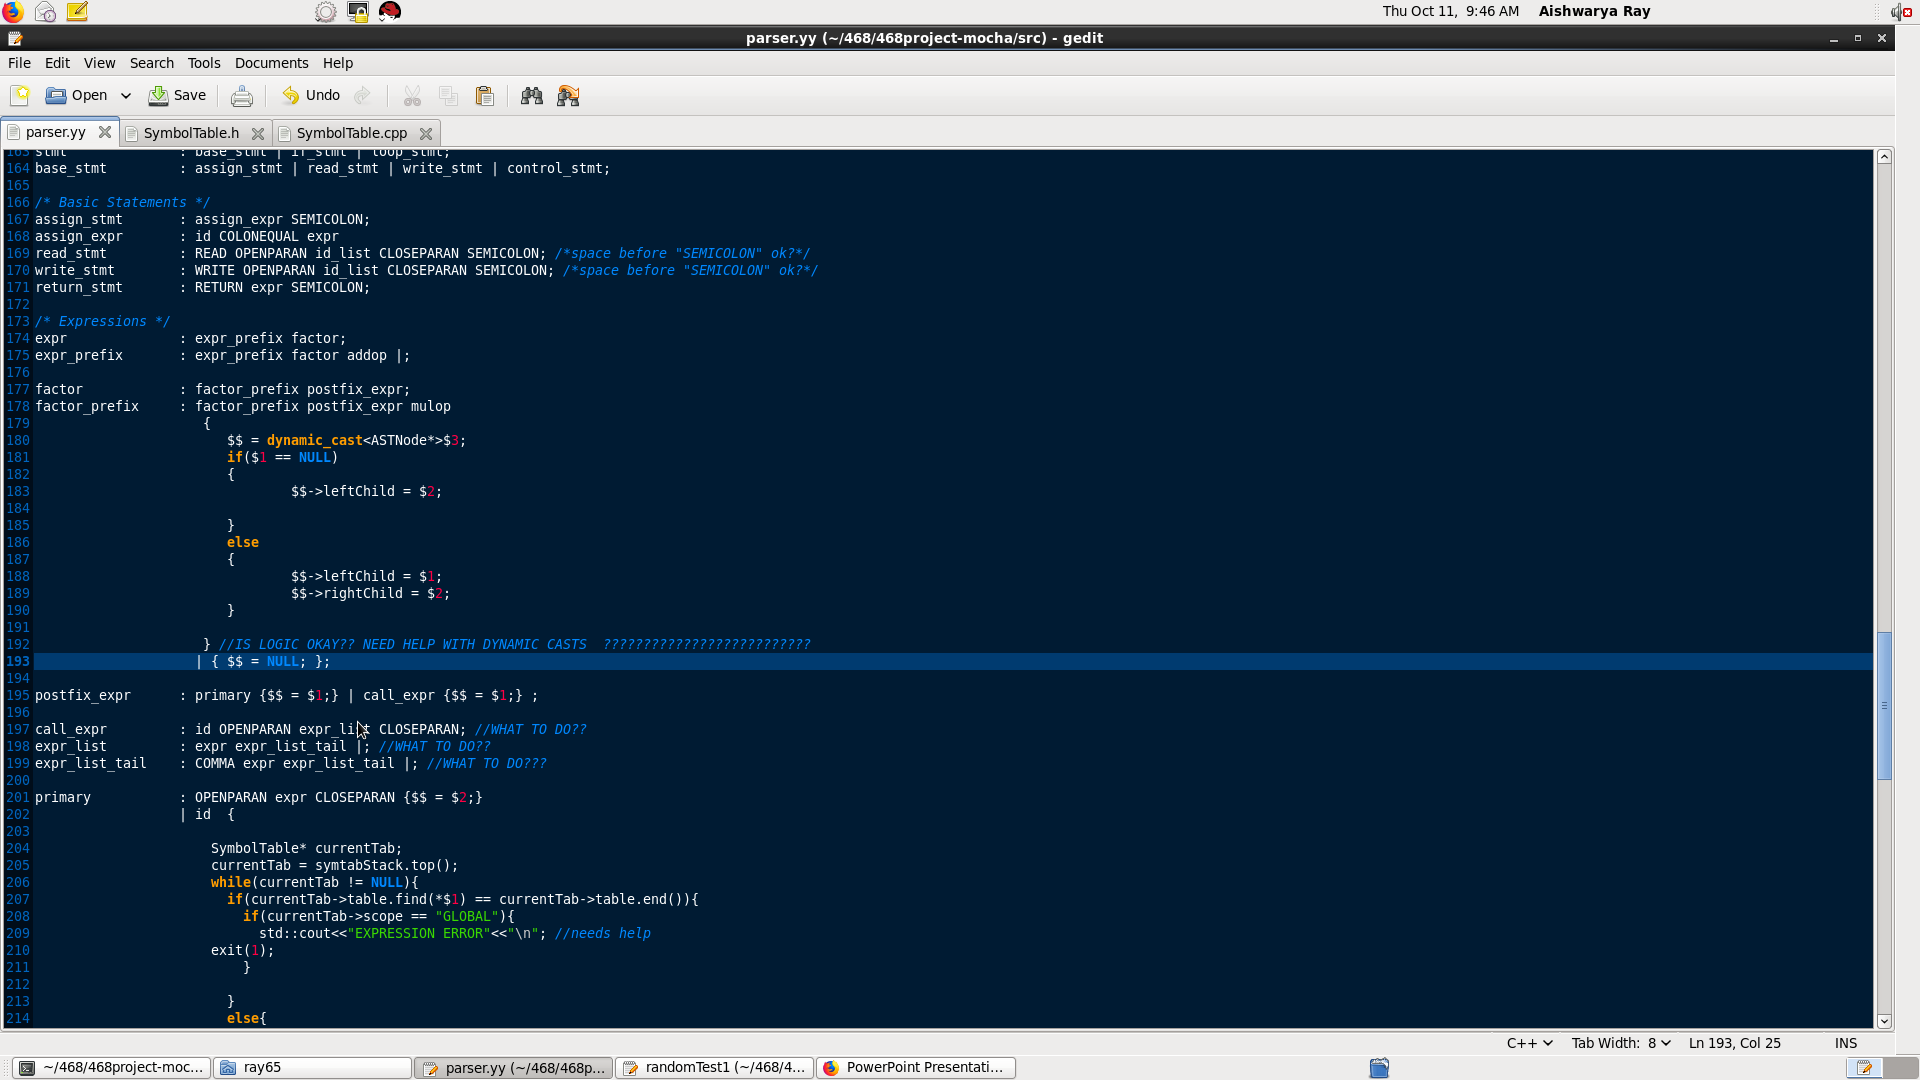 Thu Oct 11, 9:46 AM Aishwarya Ray
parser.yy (~/468/468project-mocha/src) - gedit
File Edit View Search Tools Documents Help
Open Save Undo
parser.yy SymbolTable.h SymbolTable.cpp
163 stmt : base_stmt | if_stmt | loop_stmt;
164 base_stmt : assign_stmt | read_stmt | write_stmt | control_stmt;
165
166 /* Basic Statements */
167 assign_stmt : assign_expr SEMICOLON;
168 assign_expr : id COLONEQUAL expr
169 read_stmt : READ OPENPARAN id_list CLOSEPARAN SEMICOLON; /*space before "SEMICOLON" ok?*/
170 write_stmt : WRITE OPENPARAN id_list CLOSEPARAN SEMICOLON; /*space before "SEMICOLON" ok?*/
171 return_stmt : RETURN expr SEMICOLON;
172
173 /* Expressions */
174 expr : expr_prefix factor;
175 expr_prefix : expr_prefix factor addop |;
176
177 factor : factor_prefix postfix_expr;
178 factor_prefix : factor_prefix postfix_expr mulop
179 {
180 $$ = dynamic_cast<ASTNode*>$3;
181 if($1 == NULL)
182 {
183 $$->leftChild = $2;
184
185 }
186 else
187 {
188 $$->leftChild = $1;
189 $$->rightChild = $2;
190 }
191
192 } //IS LOGIC OKAY?? NEED HELP WITH DYNAMIC CASTS ??????????????????????????
193 | { $$ = NULL; };
194
195 postfix_expr : primary {$$ = $1;} | call_expr {$$ = $1;} ;
196
197 call_expr : id OPENPARAN expr_list CLOSEPARAN; //WHAT TO DO??
198 expr_list : expr expr_list_tail |; //WHAT TO DO??
199 expr_list_tail : COMMA expr expr_list_tail |; //WHAT TO DO???
200
201 primary : OPENPARAN expr CLOSEPARAN {$$ = $2;}
202 | id {
203
204 SymbolTable* currentTab;
205 currentTab = symtabStack.top();
206 while(currentTab != NULL){
207 if(currentTab->table.find(*$1) == currentTab->table.end()){
208 if(currentTab->scope == "GLOBAL"){
209 std::cout<<"EXPRESSION ERROR"<<"\n"; //needs help
210 exit(1);
211 }
212
213 }
214 else{
C++ Tab Width: 8 Ln 193, Col 25 INS
~/468/468project-moc... ray65 parser.yy (~/468/468p... randomTest1 (~/468/4... PowerPoint Presentati...